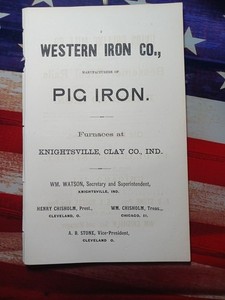 WESTERN IRON CO.,
MANUFACTURERS OF
PIG IRON.
Furnaces at
KNIGHTSVILLE, CLAY CO., IND.
WM. WATSON, Secretary and Superintendent,
KNIGHTSVILLE, IND.
HENRY CHISHOLM, Prest., WM. CHISHOLM, Treas.,
CLEVELAND, O. CHICAGO, Ill.
A. B. STONE, Vice-President,
CLEVELAND O.